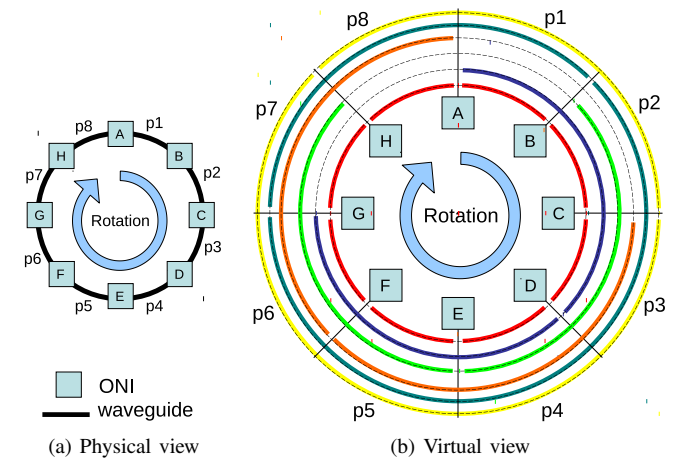 p8
p1
p8
A
p1
H
B
p7
p2
G
Rotation
C
p6
p3
F
D
p5
E
p4
p7
p2
A
H
B
G
Rotation
C
F
D
E
p6
p3
p5
p4
ONI
waveguide
(a) Physical view
(b) Virtual view